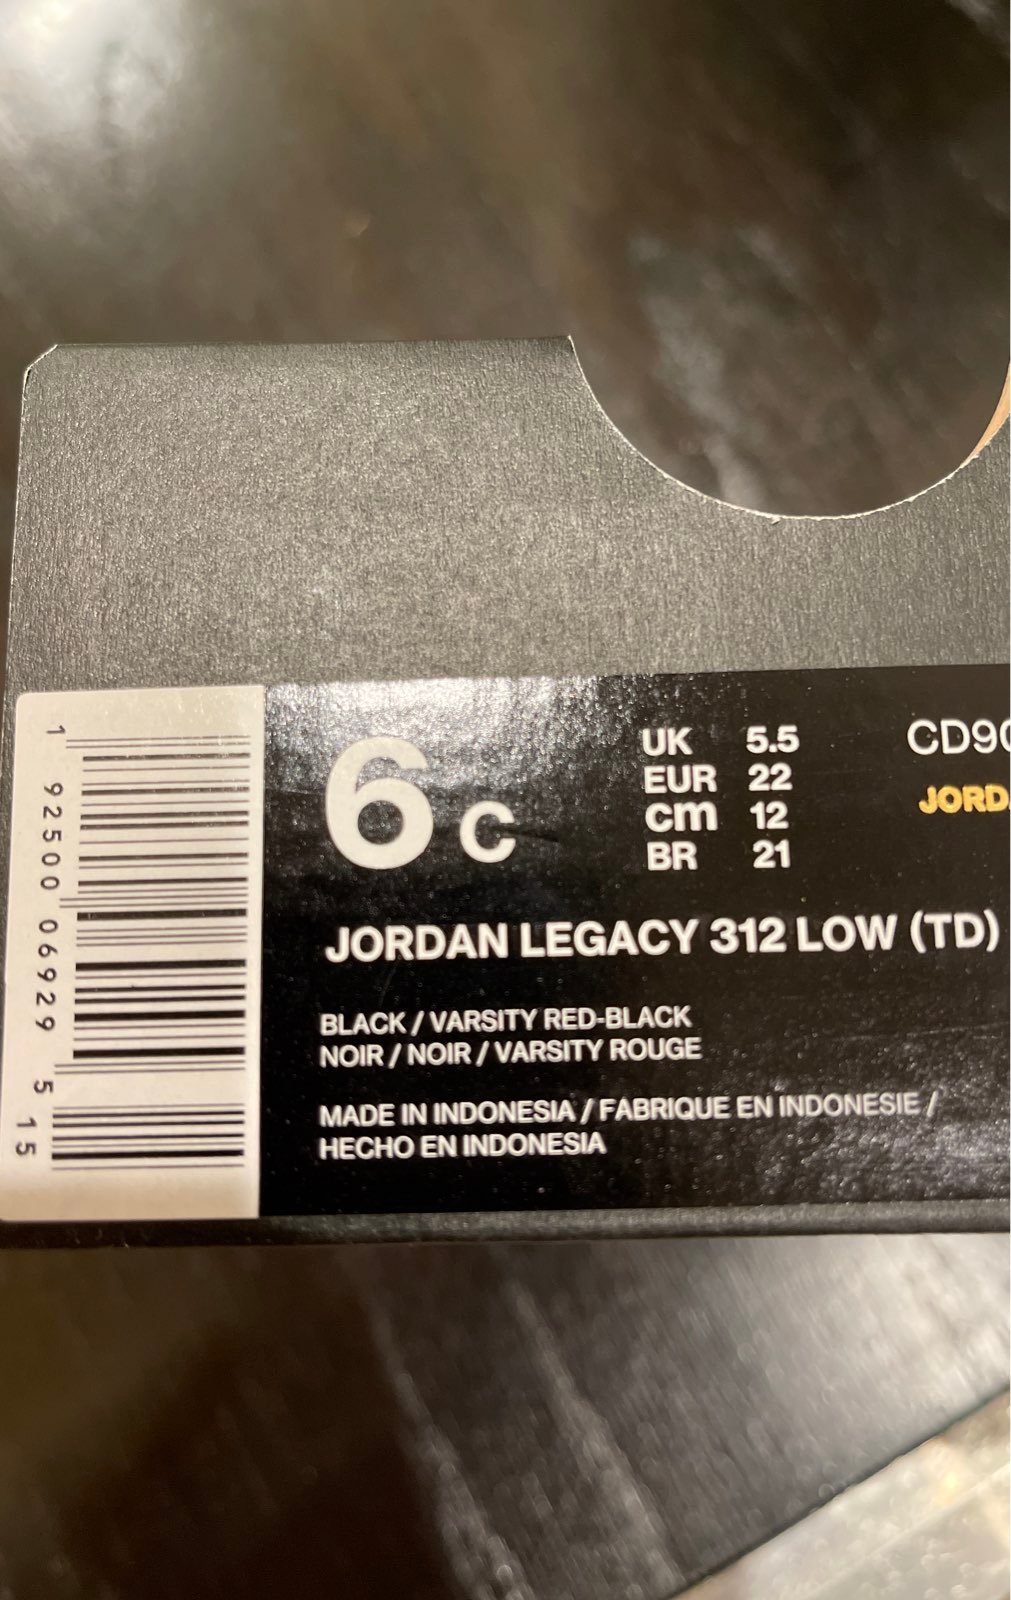 1 92500 06929 5 15
6 C
UK 5.5
EUR 22
cm 12
BR 21
JORDAN LEGACY 312 LOW (TD)
BLACK / VARSITY RED-BLACK
NOIR / NOIR / VARSITY ROUGE
MADE IN INDONESIA / FABRIQUE EN INDONESIE /
HECHO EN INDONESIA